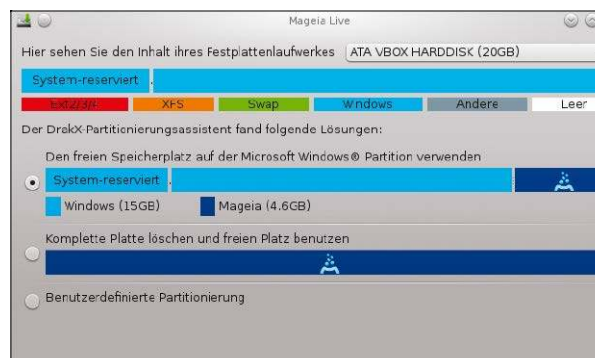 Mageia Live
Hier sehen Sie den Inhalt ihres Festplattenlaufwerkes ATA VBOX HARDDISK (20GB)
System-reserviert
Ext2/3/4 XFS Swap Windows Andere Leer
Der DrakX-Partitionierungsassistent fand folgende Lösungen:
Den freien Speicherplatz auf der Microsoft Windows® Partition verwenden
System-reserviert
Windows (15GB) Mageia (4.6GB)
Komplette Platte löschen und freien Platz benutzen
Benutzerdefinierte Partitionierung